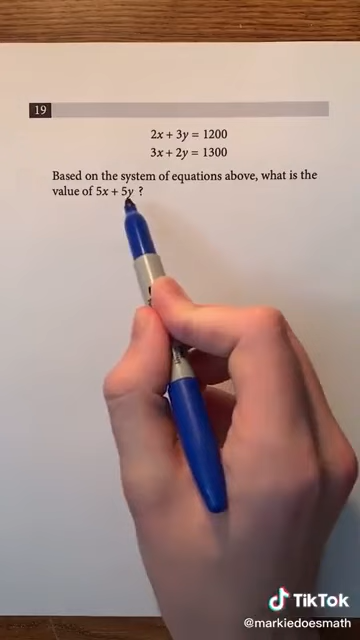 19
2x + 3y = 1200
3x + 2y = 1300
Based on the system of equations above, what is the
value of 5x + 5y ?
TikTok
@markiedoesmath